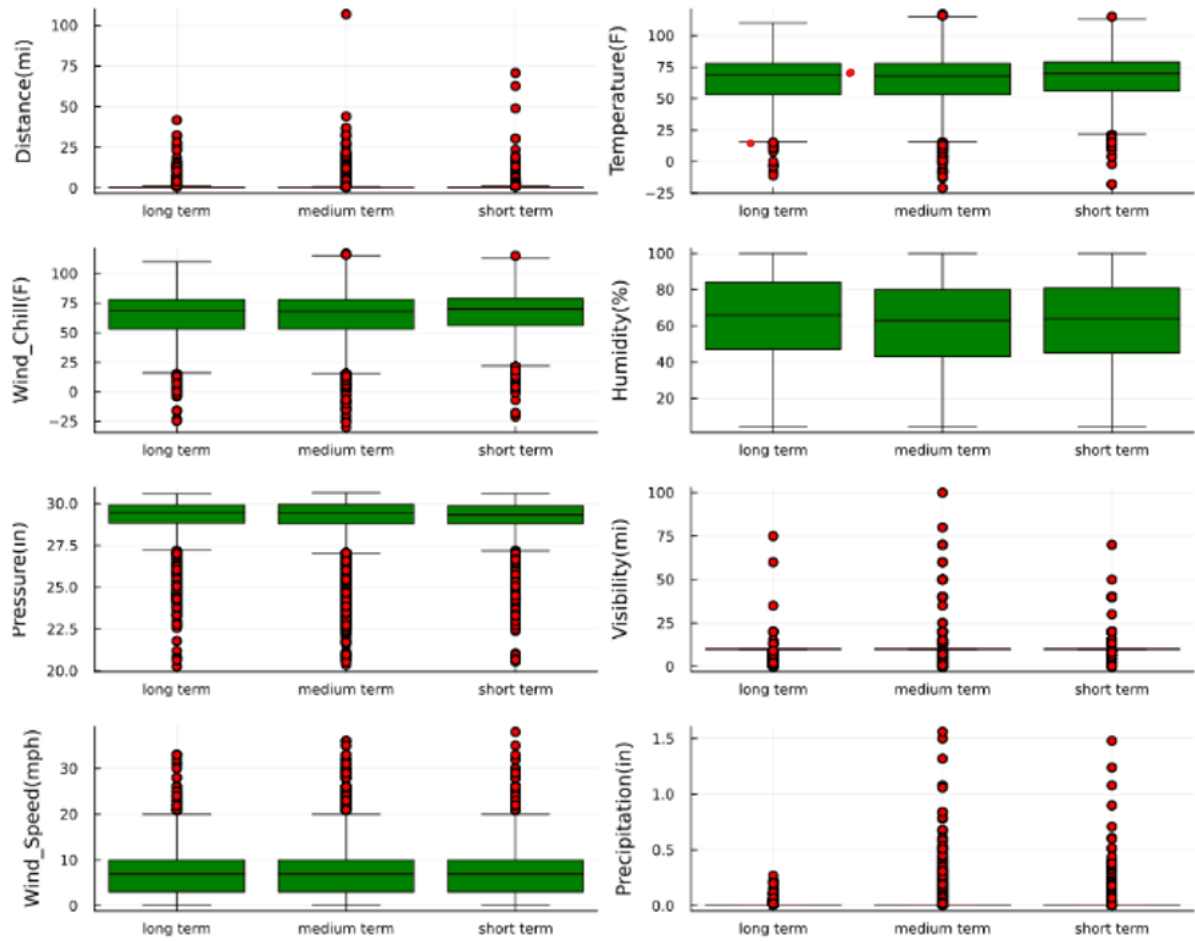 Distance(mi)
100
75
50
25
0
long term
medium term
short term
Temperature(F)
100
75
50
25
0
−25
long term
medium term
short term
Wind_Chill(F)
100
75
50
25
0
−25
long term
medium term
short term
Humidity(%)
100
80
60
40
20
long term
medium term
short term
Pressure(in)
30.0
27.5
25.0
22.5
20.0
long term
medium term
short term
Visibility(mi)
100
75
50
25
0
long term
medium term
short term
Wind_Speed(mph)
30
20
10
0
long term
medium term
short term
Precipitation(in)
1.5
1.0
0.5
0.0
long term
medium term
short term